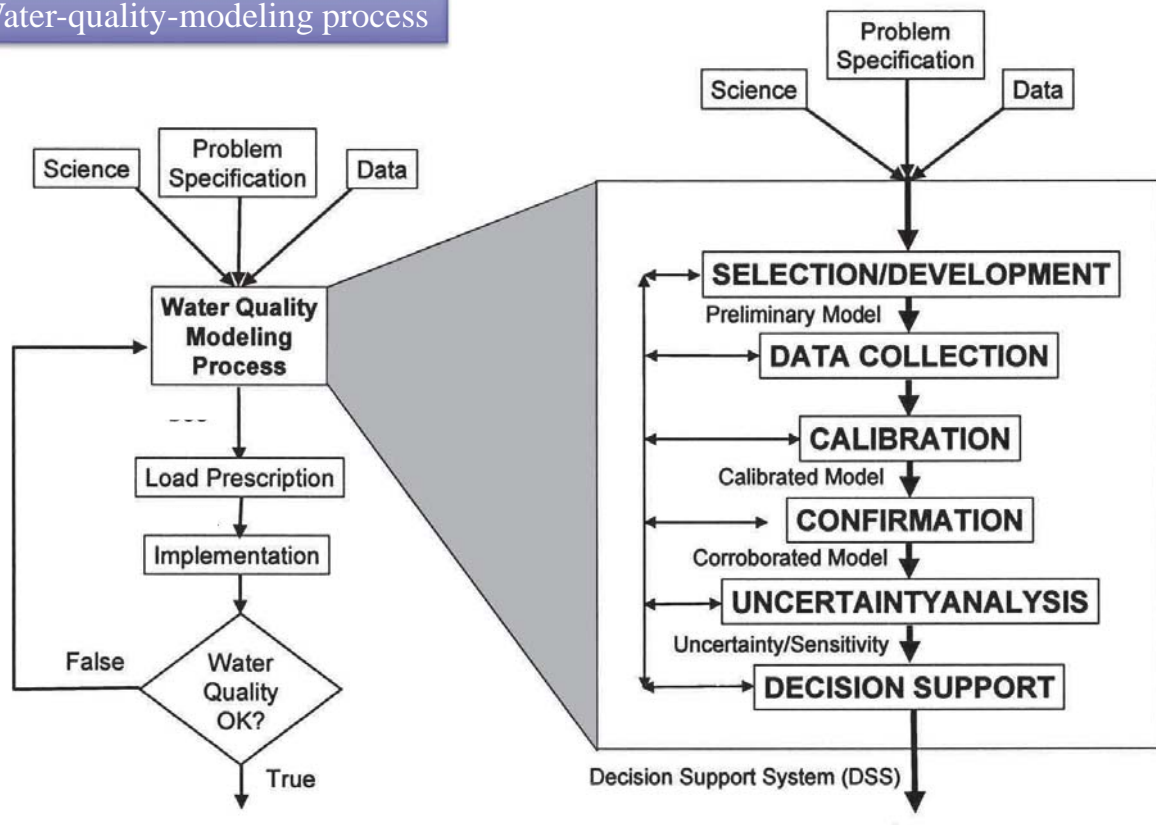 Water-quality-modeling process
Science
Problem
Specification
Data
Water Quality
Modeling
Process
Load Prescription
Implementation
Water
Quality
OK?
False
True
Problem
Specification
Science
Data
SELECTION/DEVELOPMENT
Preliminary Model
DATA COLLECTION
CALIBRATION
Calibrated Model
CONFIRMATION
Corroborated Model
UNCERTAINTYANALYSIS
Uncertainty/Sensitivity
DECISION SUPPORT
Decision Support System (DSS)